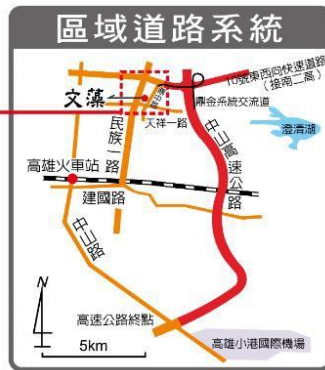 區域道路系統
10號東西向快速道路
(接南二高)
鼎金系統交流道
文藻
民族一路
天祥一路
中山高速公路
澄清湖
高雄火車站
建國路
中山路
高速公路終點
高雄小港國際機場
N
5km